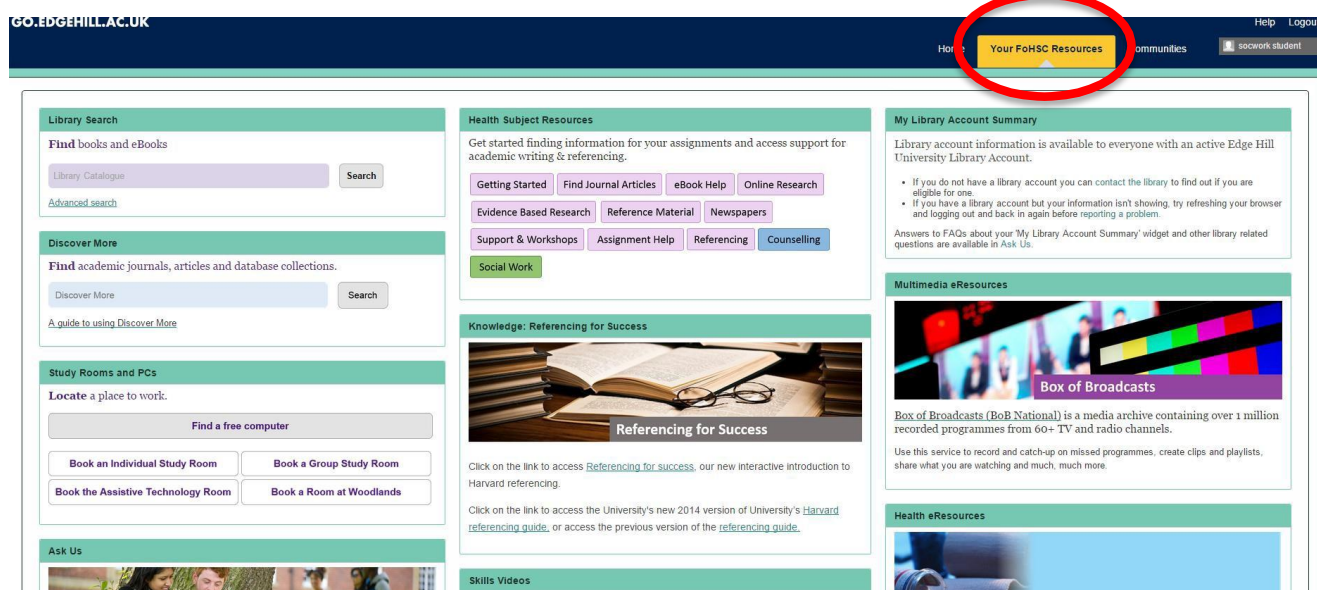 GO.EDGEHILL.AC.UK
Help Logou
Home Your FoHSC Resources ommunities socwork student
Library Search
Find books and eBooks
Library Catalogue Search
Advanced search
Discover More
Find academic journals, articles and database collections.
Discover More Search
A guide to using Discover More
Study Rooms and PCs
Locate a place to work.
Find a free computer
Book an Individual Study Room Book a Group Study Room
Book the Assistive Technology Room Book a Room at Woodlands
Ask Us
Health Subject Resources
Get started finding information for your assignments and access support for
academic writing & referencing.
Getting Started Find Journal Articles eBook Help Online Research
Evidence Based Research Reference Material Newspapers
Support & Workshops Assignment Help Referencing Counselling
Social Work
Knowledge: Referencing for Success
Referencing for Success
Click on the link to access Referencing for success, our new interactive introduction to
Harvard referencing.
Click on the link to access the University's new 2014 version of University's Harvard
referencing guide, or access the previous version of the referencing guide.
Skills Videos
My Library Account Summary
Library account information is available to everyone with an active Edge Hill
University Library Account.
• If you do not have a library account you can contact the library to find out if you are
eligible for one.
• If you have a library account but your information isn't showing, try refreshing your browser
and logging out and back in again before reporting a problem.
Answers to FAQs about your 'My Library Account Summary' widget and other library related
questions are available in Ask Us.
Multimedia eResources
Box of Broadcasts
Box of Broadcasts (BoB National) is a media archive containing over 1 million
recorded programmes from 60+ TV and radio channels.
Use this service to record and catch-up on missed programmes, create clips and playlists,
share what you are watching and much, much more.
Health eResources